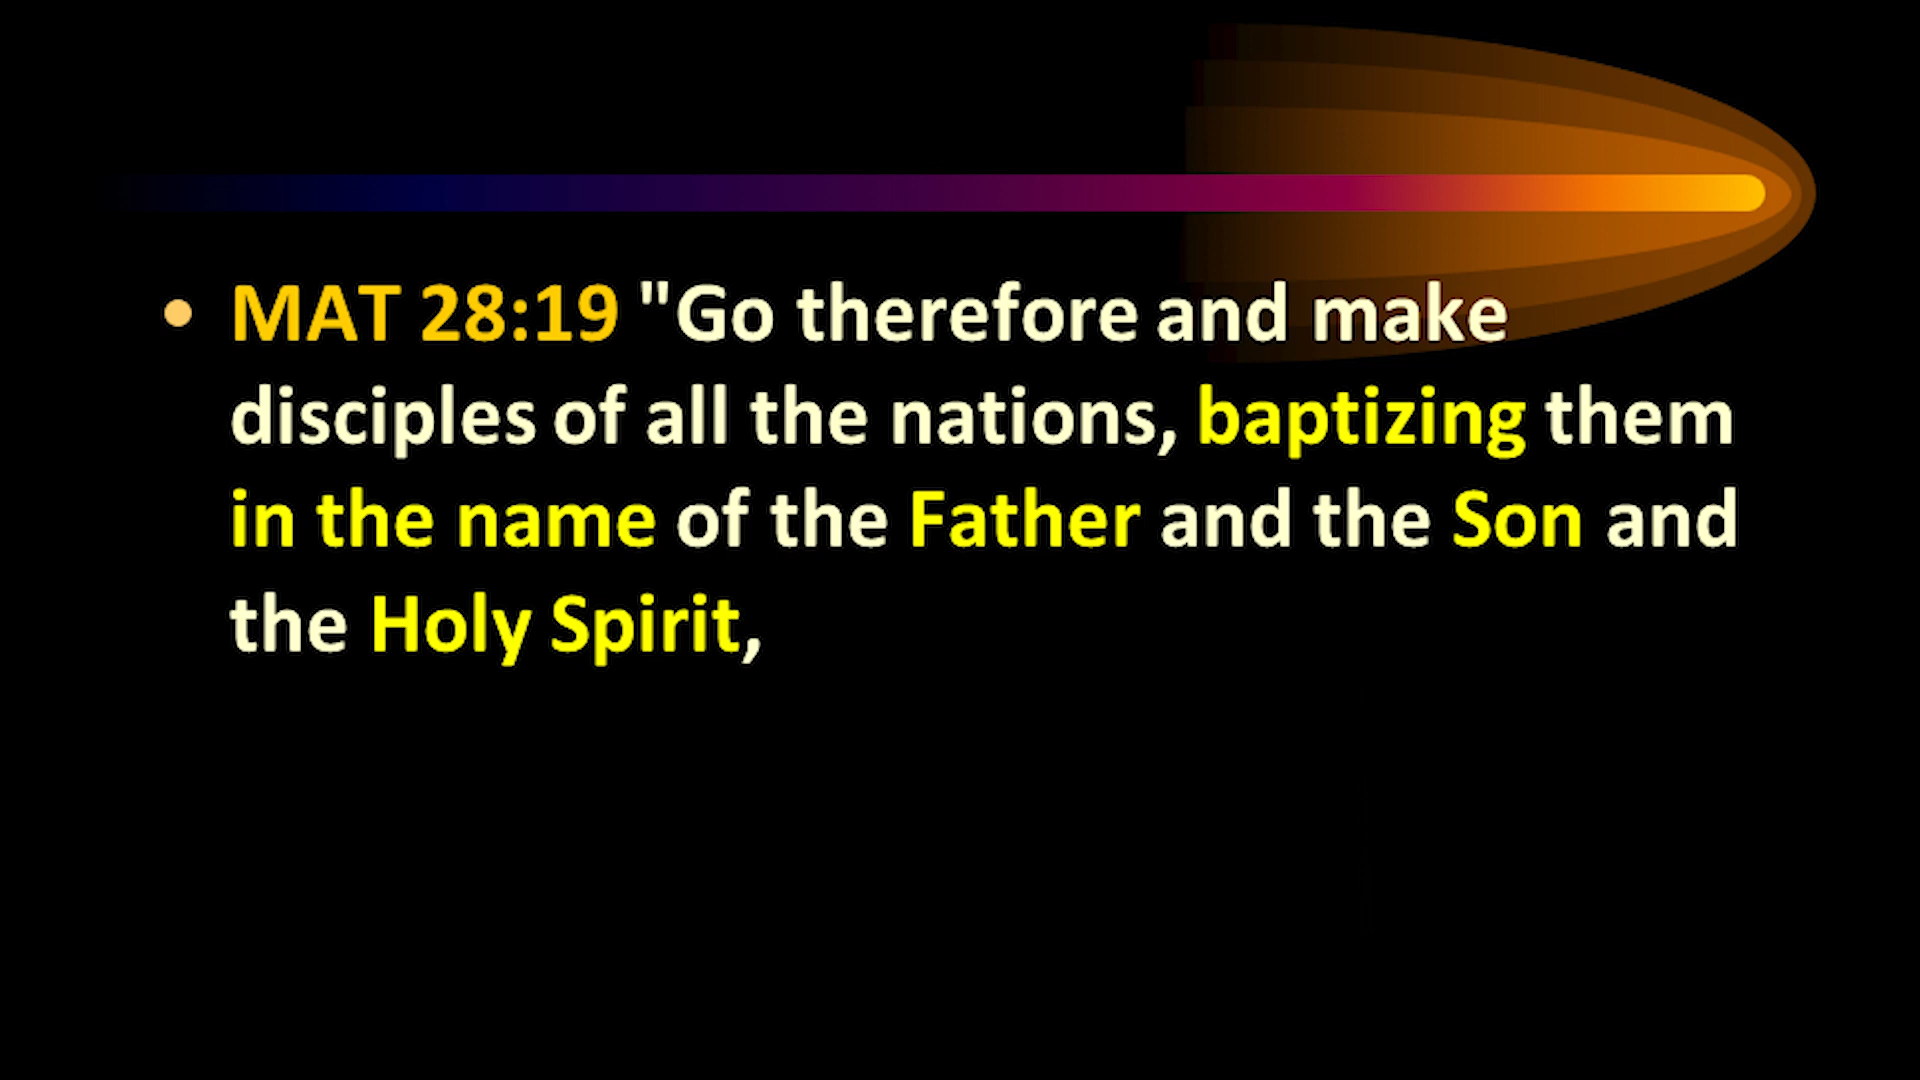 • MAT 28:19 "Go therefore and make
disciples of all the nations, baptizing them
in the name of the Father and the Son and
the Holy Spirit,